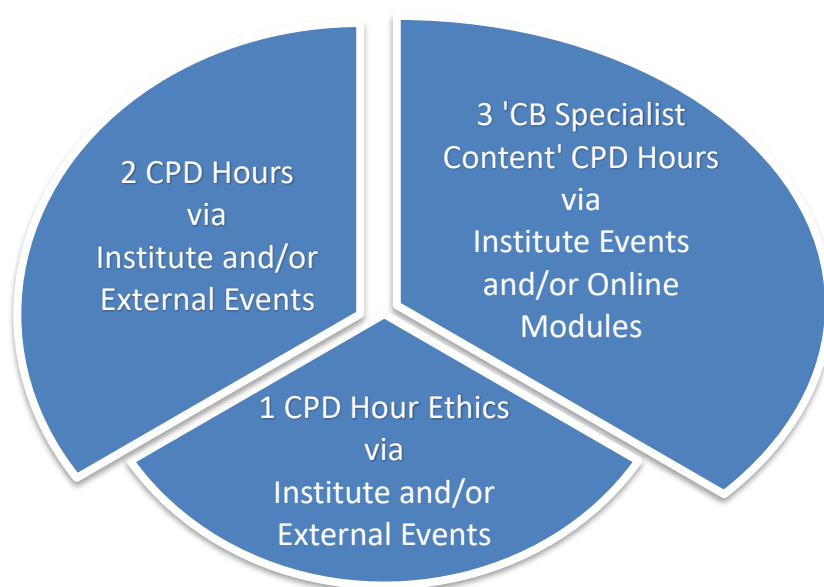 2 CPD Hours
via
Institute and/or
External Events
3 'CB Specialist
Content' CPD Hours
via
Institute Events
and/or Online
Modules
1 CPD Hour Ethics
via
Institute and/or
External Events